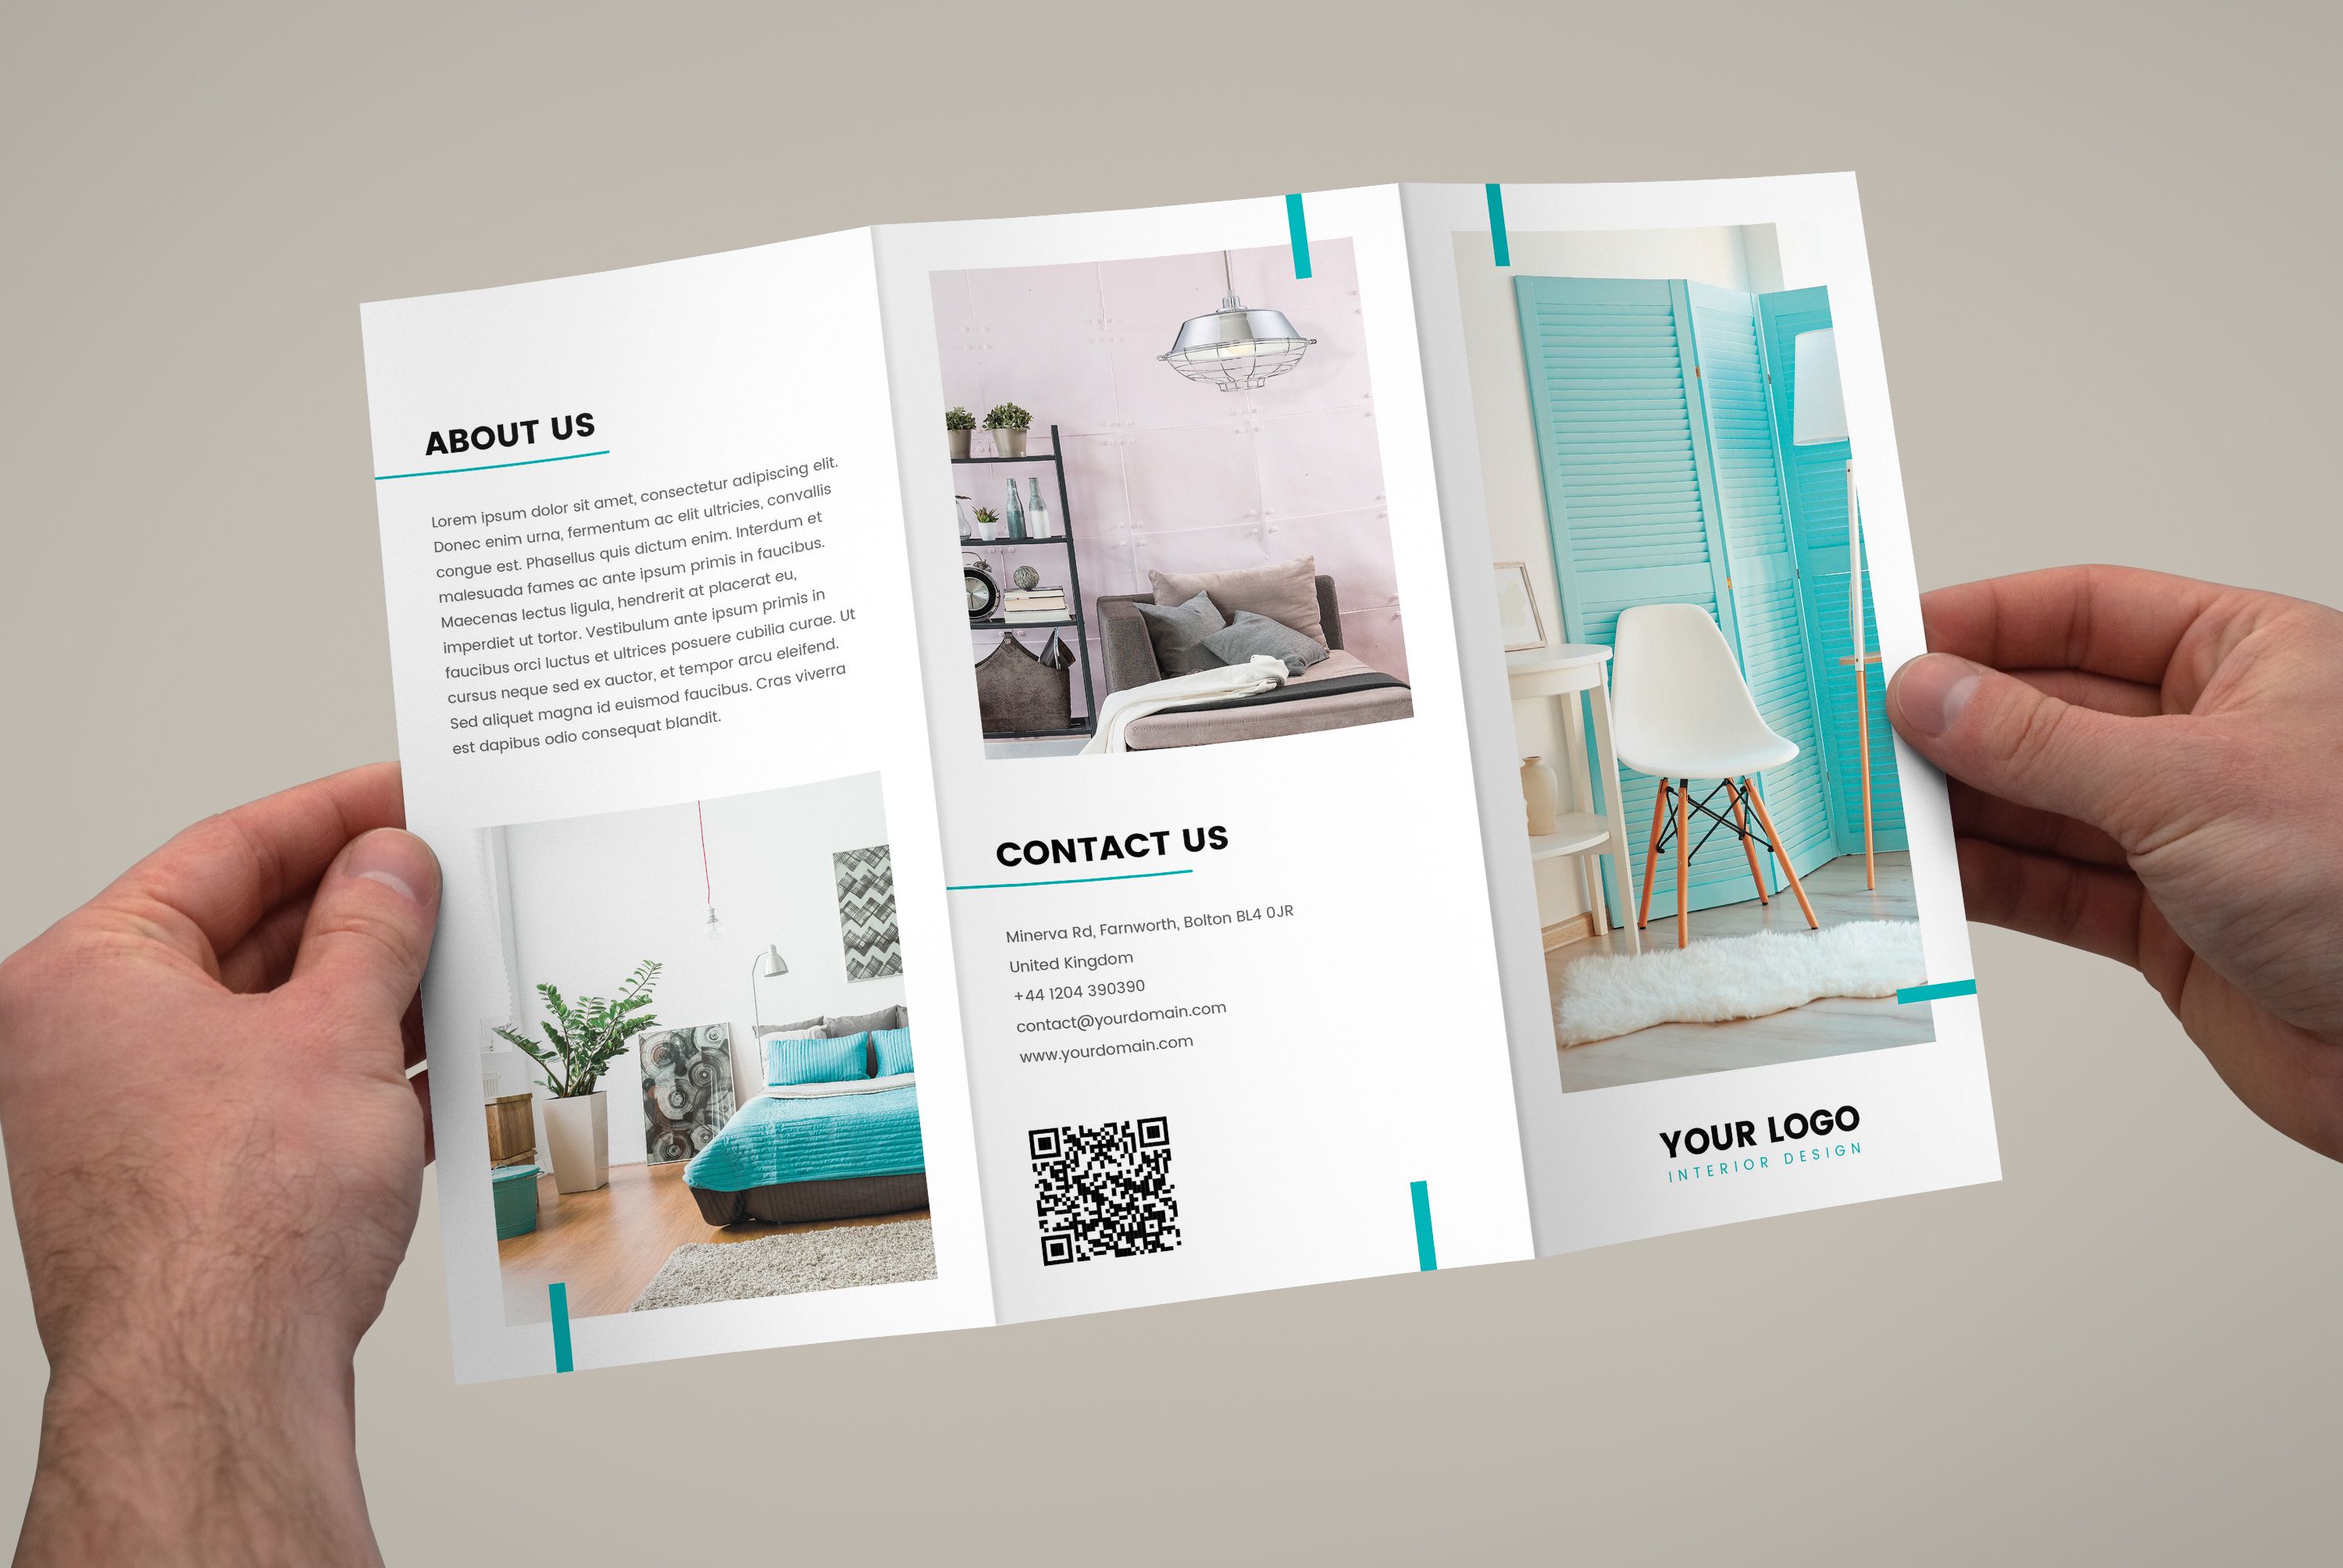 ABOUT US
Lorem ipsum dolor sit amet, consectetur adipiscing elit.
Donec enim urna, fermentum ac elit ultricies, convallis
congue est. Phasellus quis dictum enim. Interdum et
malesuada fames ac ante ipsum primis in faucibus.
Maecenas lectus ligula, hendrerit at placerat eu,
imperdiet ut tortor. Vestibulum ante ipsum primis in
faucibus orci luctus et ultrices posuere cubilia curae. Ut
cursus neque sed ex auctor, et tempor arcu eleifend.
Sed aliquet magna id euismod faucibus. Cras viverra
est dapibus odio consequat blandit.
CONTACT US
Minerva Rd, Farnworth, Bolton BL4 0JR
United Kingdom
+44 1204 390390
contact@yourdomain.com
www.yourdomain.com
YOUR LOGO
INTERIOR DESIGN